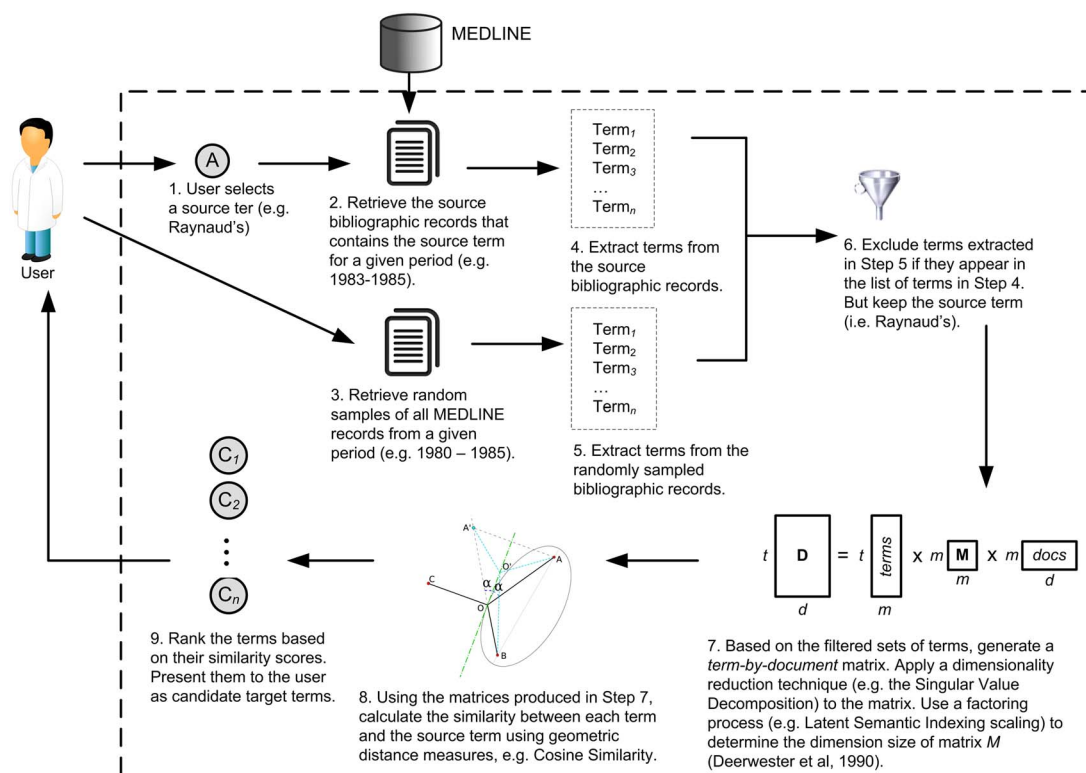 MEDLINE
User
A
1. User selects
a source ter (e.g.
Raynaud’s)
2. Retrieve the source
bibliographic records that
contains the source term
for a given period (e.g.
1983-1985).
Term1
Term2
Term3
...
Termn
4. Extract terms from
the source
bibliographic records.
6. Exclude terms extracted
in Step 5 if they appear in
the list of terms in Step 4.
But keep the source term
(i.e. Raynaud’s).
3. Retrieve random
samples of all MEDLINE
records from a given
period (e.g. 1980 – 1985).
Term1
Term2
Term3
...
Termn
5. Extract terms from the
randomly sampled
bibliographic records.
t D = t terms x m M x m docs
d m m d
7. Based on the filtered sets of terms, generate a
term-by-document matrix. Apply a dimensionality
reduction technique (e.g. the Singular Value
Decomposition) to the matrix. Use a factoring
process (e.g. Latent Semantic Indexing scaling) to
determine the dimension size of matrix M
(Deerwester et al, 1990).
A'
A
O'
α α
C
O
B
8. Using the matrices produced in Step 7,
calculate the similarity between each term
and the source term using geometric
distance measures, e.g. Cosine Similarity.
C1
C2
Cn
9. Rank the terms based
on their similarity scores.
Present them to the user
as candidate target terms.